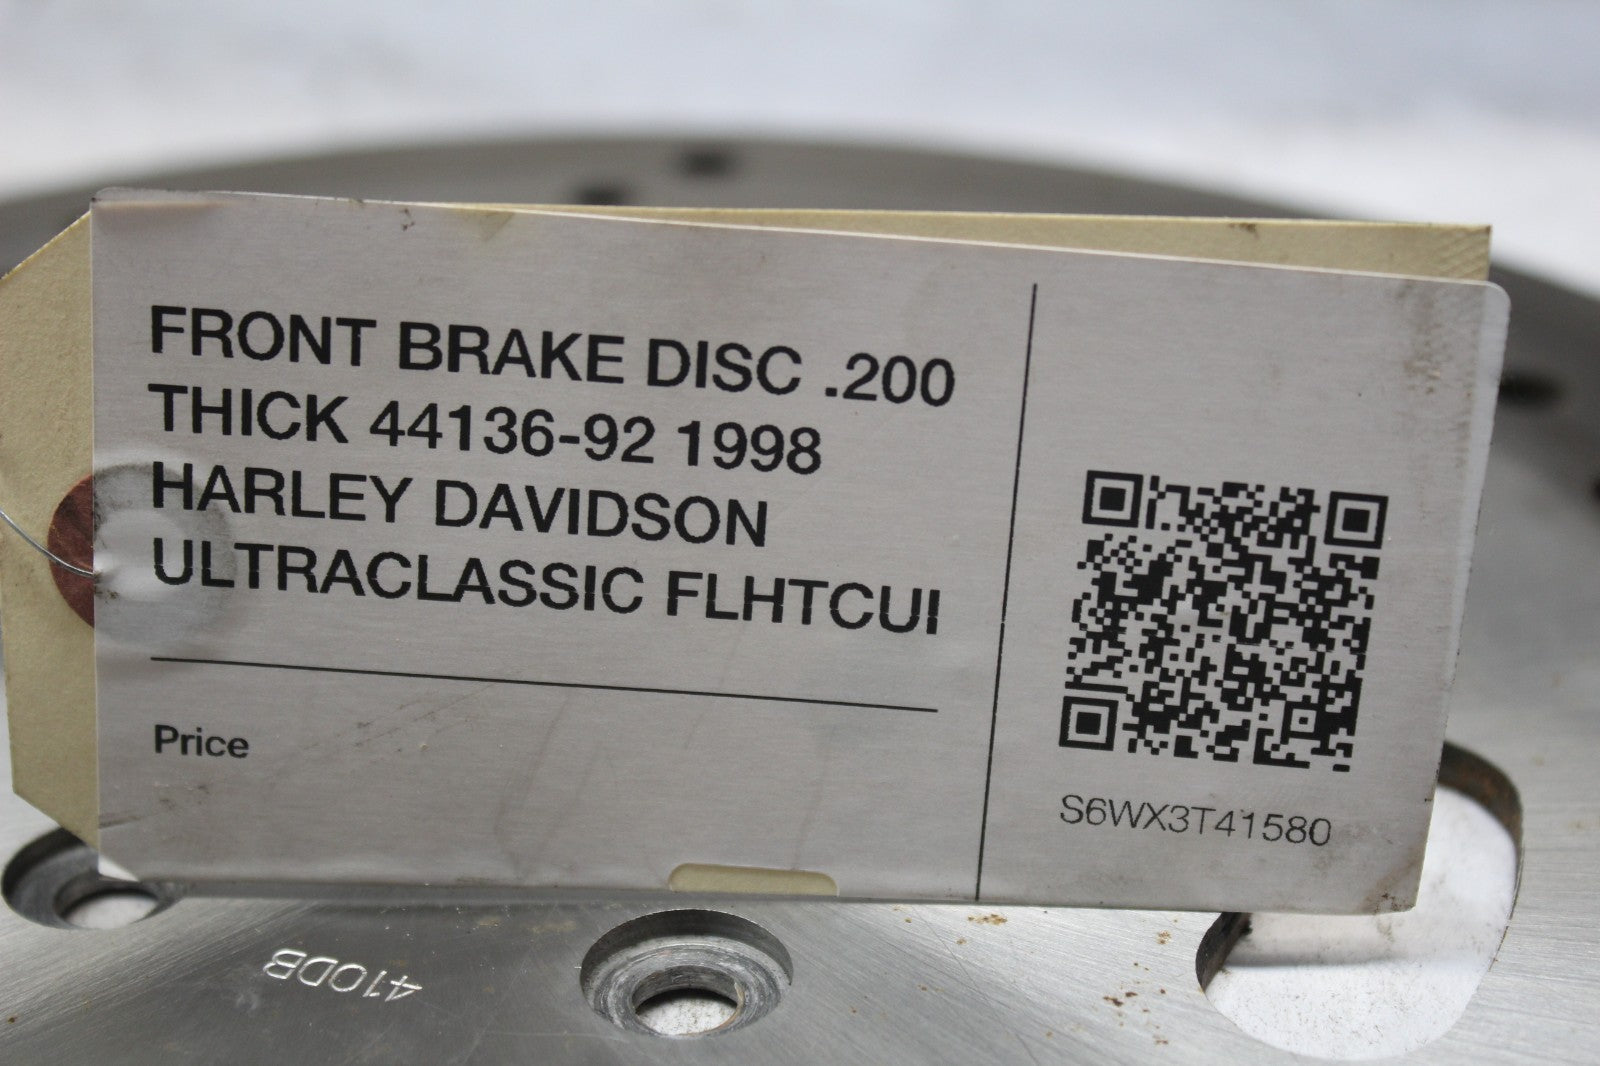 FRONT BRAKE DISC .200
THICK 44136-92 1998
HARLEY DAVIDSON
ULTRACLASSIC FLHTCUI
Price
S6WX3T41580
410DB